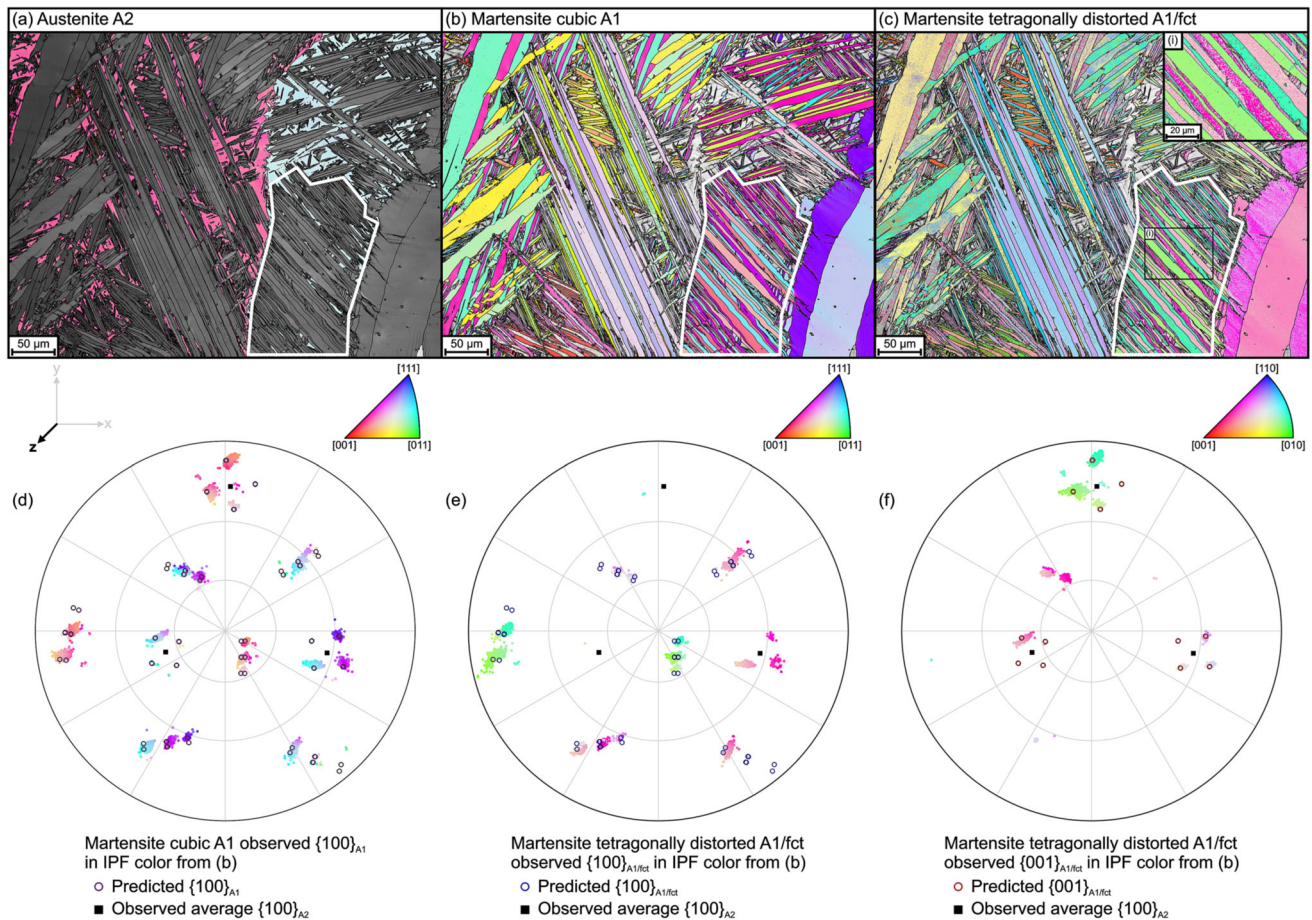 (a) Austenite A2
(b) Martensite cubic A1
(c) Martensite tetragonally distorted A1/fct
(i)
20 µm
(i)
50 µm
50 µm
50 µm
y
x
z
[111]
[001]
[011]
[111]
[001]
[011]
[110]
[001]
[010]
(d)
(e)
(f)
Martensite cubic A1 observed {100}A1
in IPF color from (b)
Predicted {100}A1
Observed average {100}A2
Martensite tetragonally distorted A1/fct
observed {100}A1/fct in IPF color from (b)
Predicted {100}A1/fct
Observed average {100}A2
Martensite tetragonally distorted A1/fct
observed {001}A1/fct in IPF color from (b)
Predicted {001}A1/fct
Observed average {100}A2